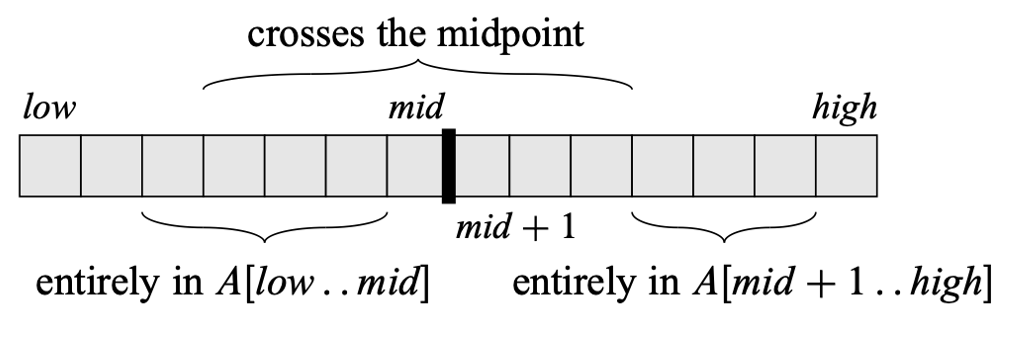 crosses the midpoint
low mid high
mid + 1
entirely in A[low . . mid] entirely in A[mid + 1 . . high]